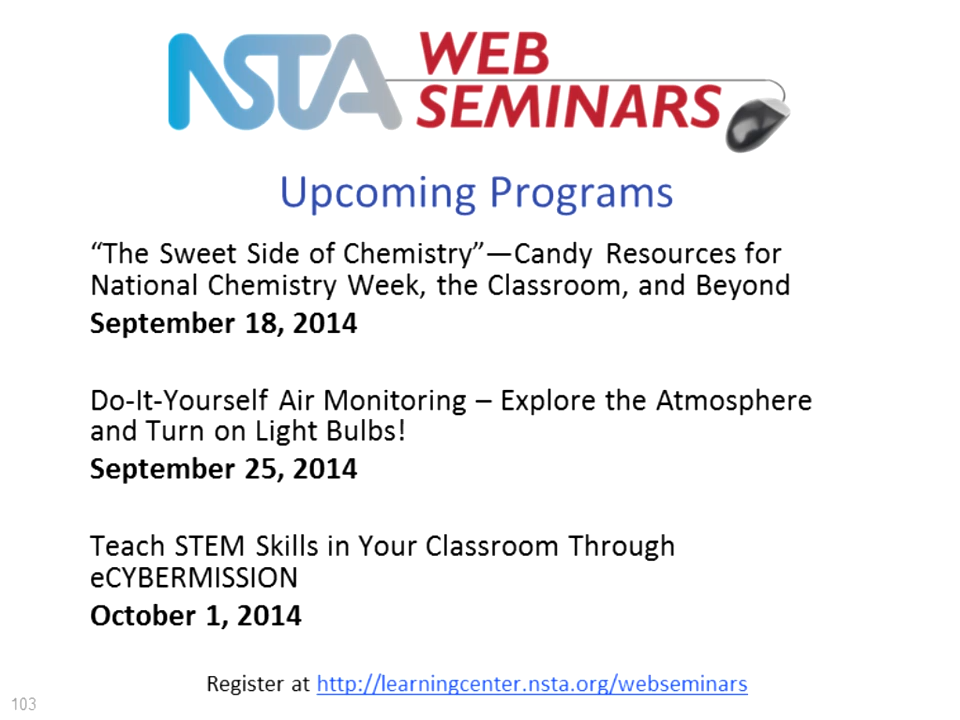 NSTA WEB
SEMINARS
Upcoming Programs
“The Sweet Side of Chemistry”—Candy Resources for
National Chemistry Week, the Classroom, and Beyond
September 18, 2014
Do-It-Yourself Air Monitoring – Explore the Atmosphere
and Turn on Light Bulbs!
September 25, 2014
Teach STEM Skills in Your Classroom Through
eCYBERMISSION
October 1, 2014
Register at http://learningcenter.nsta.org/webseminars
103